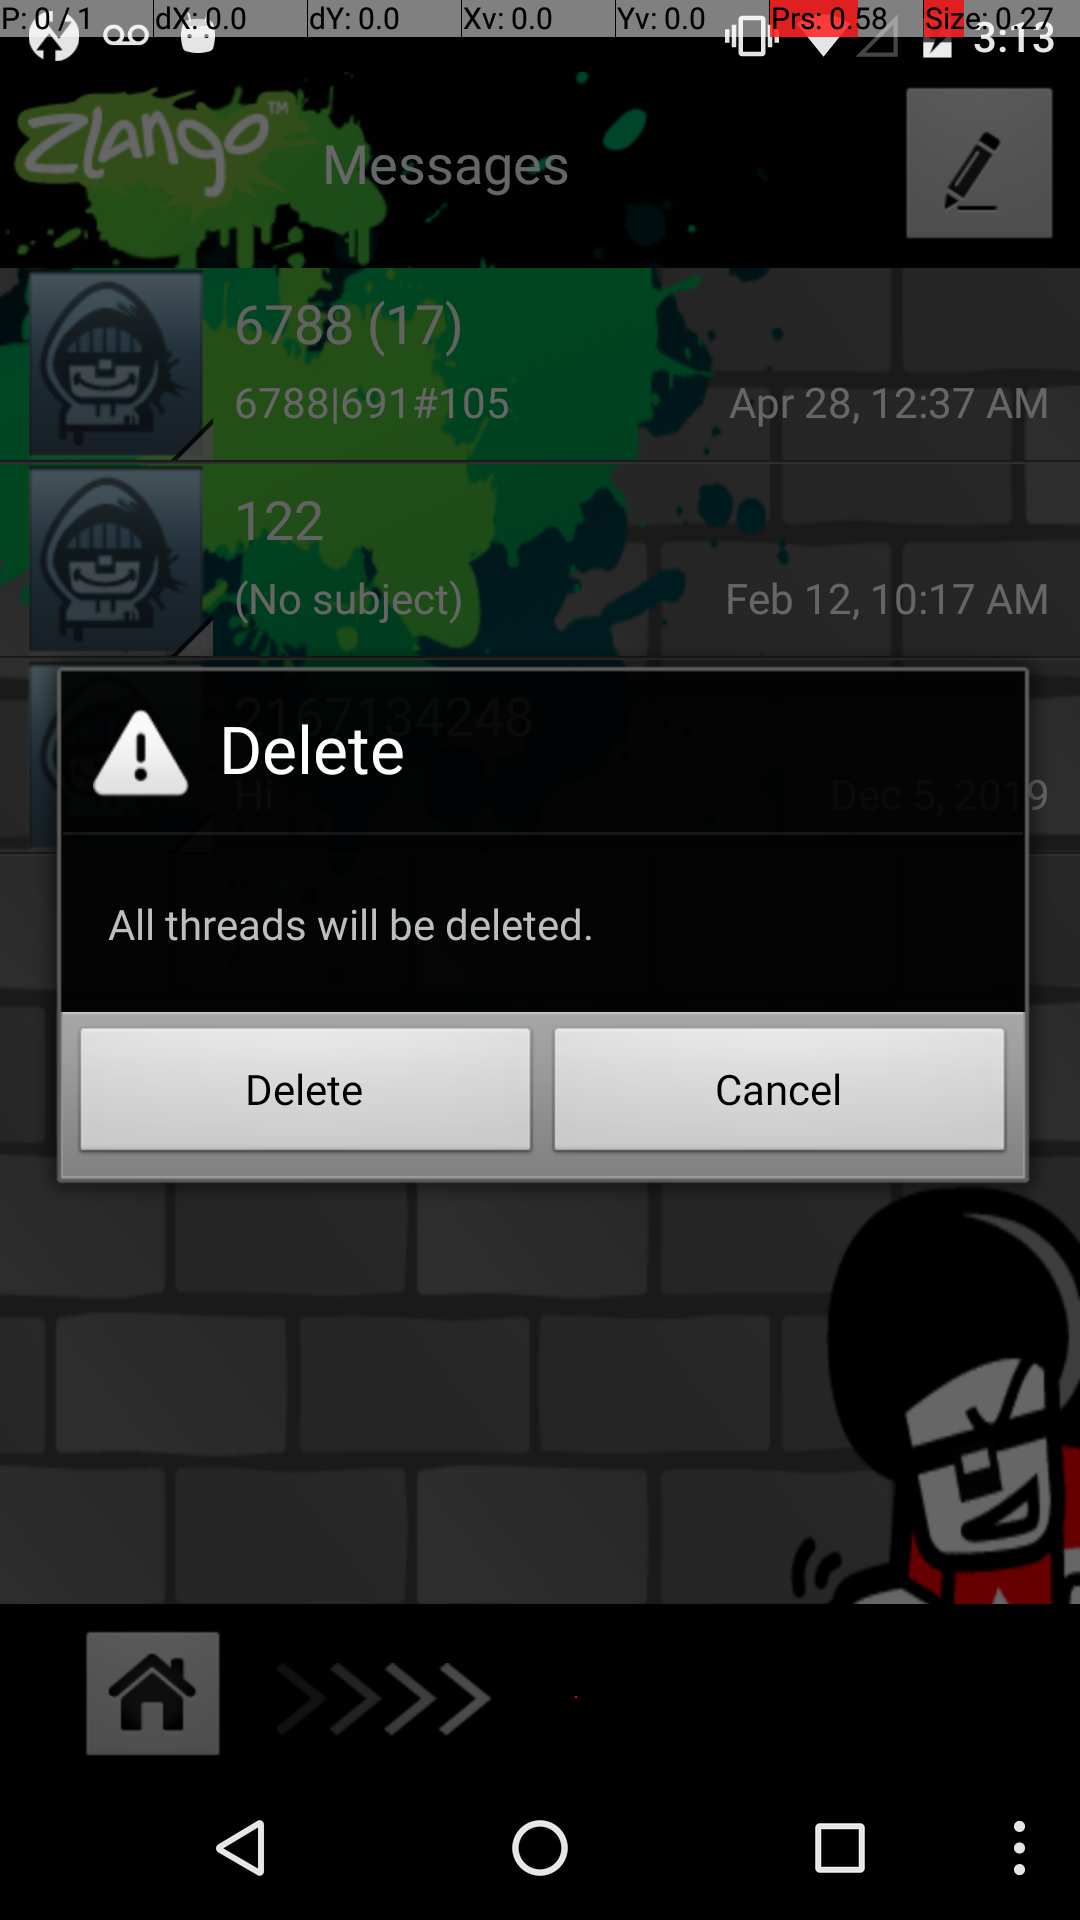 P: 0 / 1 dX: 0.0 dY: 0.0 Xv: 0.0 Yv: 0.0 Prs: 0.58 Size: 0.27
3:13
Zlango™ Messages
6788 (17)
6788|691#105 Apr 28, 12:37 AM
122
(No subject) Feb 12, 10:17 AM
2167134248
Hi Dec 5, 2019
Delete
All threads will be deleted.
Delete Cancel